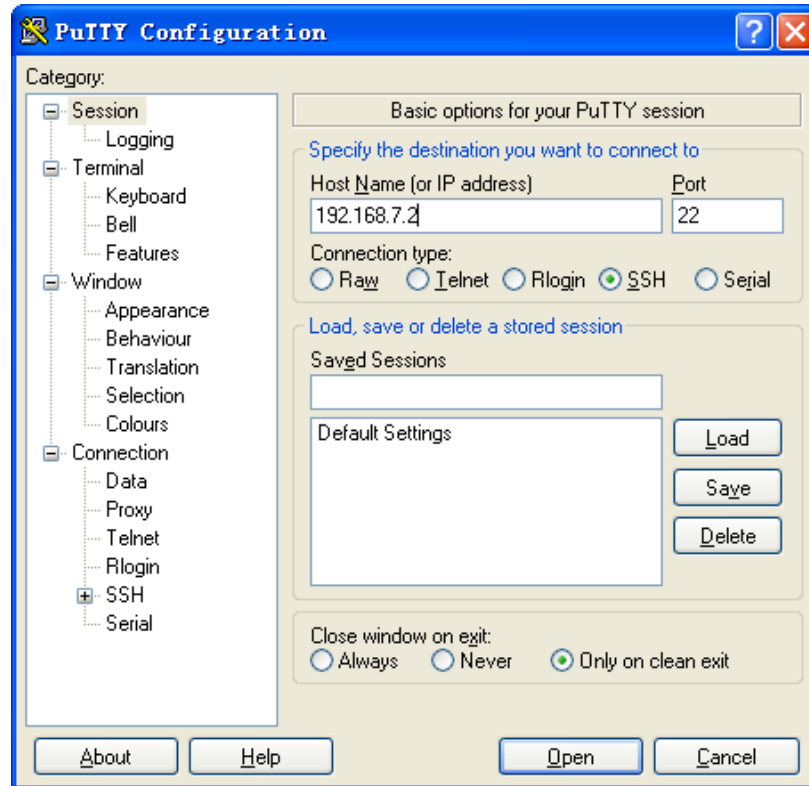 PuTTY Configuration
Category:
Session
Logging
Terminal
Keyboard
Bell
Features
Window
Appearance
Behaviour
Translation
Selection
Colours
Connection
Data
Proxy
Telnet
Rlogin
SSH
Serial
Basic options for your PuTTY session
Specify the destination you want to connect to
Host Name (or IP address) Port
192.168.7.2 22
Connection type:
Raw Telnet Rlogin SSH Serial
Load, save or delete a stored session
Saved Sessions
Default Settings
Load
Save
Delete
Close window on exit:
Always Never Only on clean exit
About Help Open Cancel